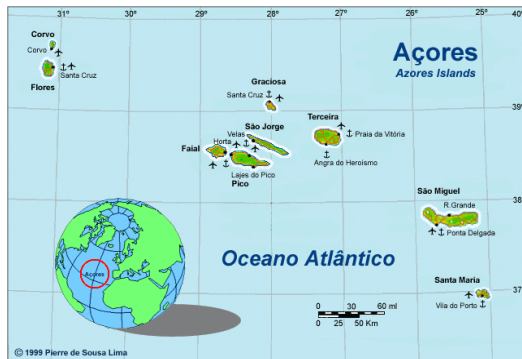 31° 30° 29° 28° 27° 26° 25° 40°
Corvo
Corvo
Santa Cruz
Flores
Açores
Azores Islands
Graciosa
Santa Cruz
39°
Terceira
São Jorge
Velas
Praia da Vitória
Faial
Horta
Angra do Heroismo
Lajes do Pico
Pico
38°
São Miguel
R.Grande
Ponta Delgada
Oceano Atlântico
Açores
Santa Maria
37°
Vila do Porto
0 30 60 ml
0 25 50 Km
© 1999 Pierre de Sousa Lima